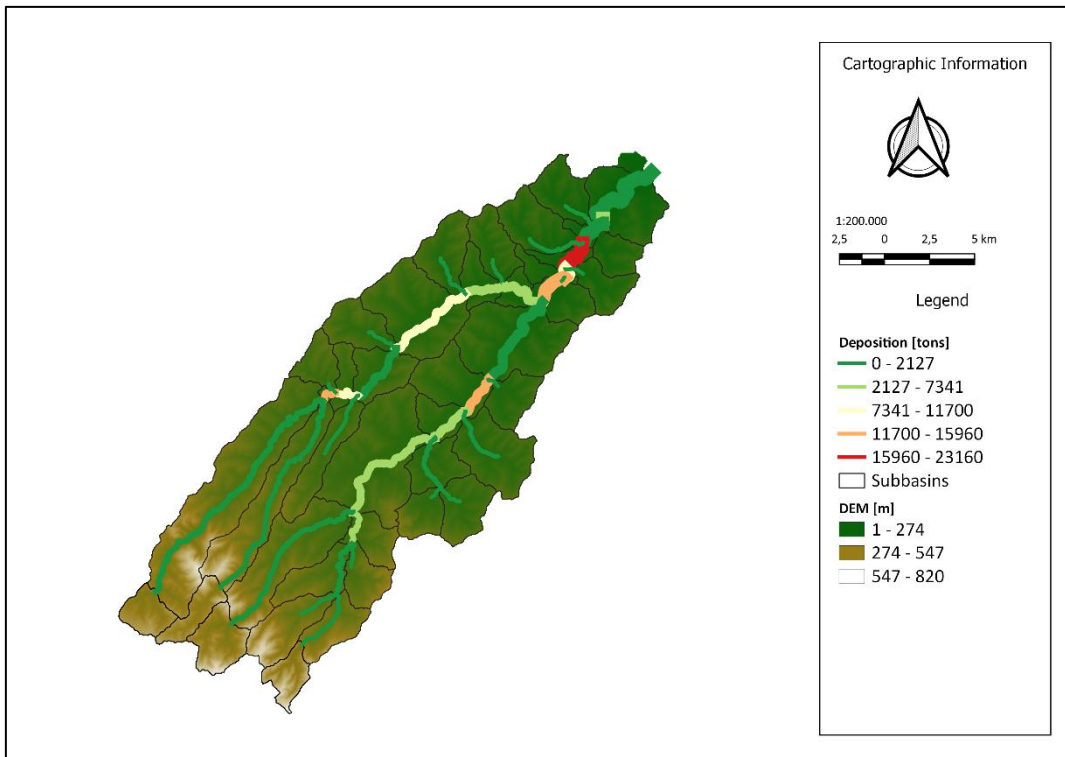 Cartographic Information
1:200.000
2,5 0 2,5 5 km
Legend
Deposition [tons]
0 - 2127
2127 - 7341
7341 - 11700
11700 - 15960
15960 - 23160
Subbasins
DEM [m]
1 - 274
274 - 547
547 - 820